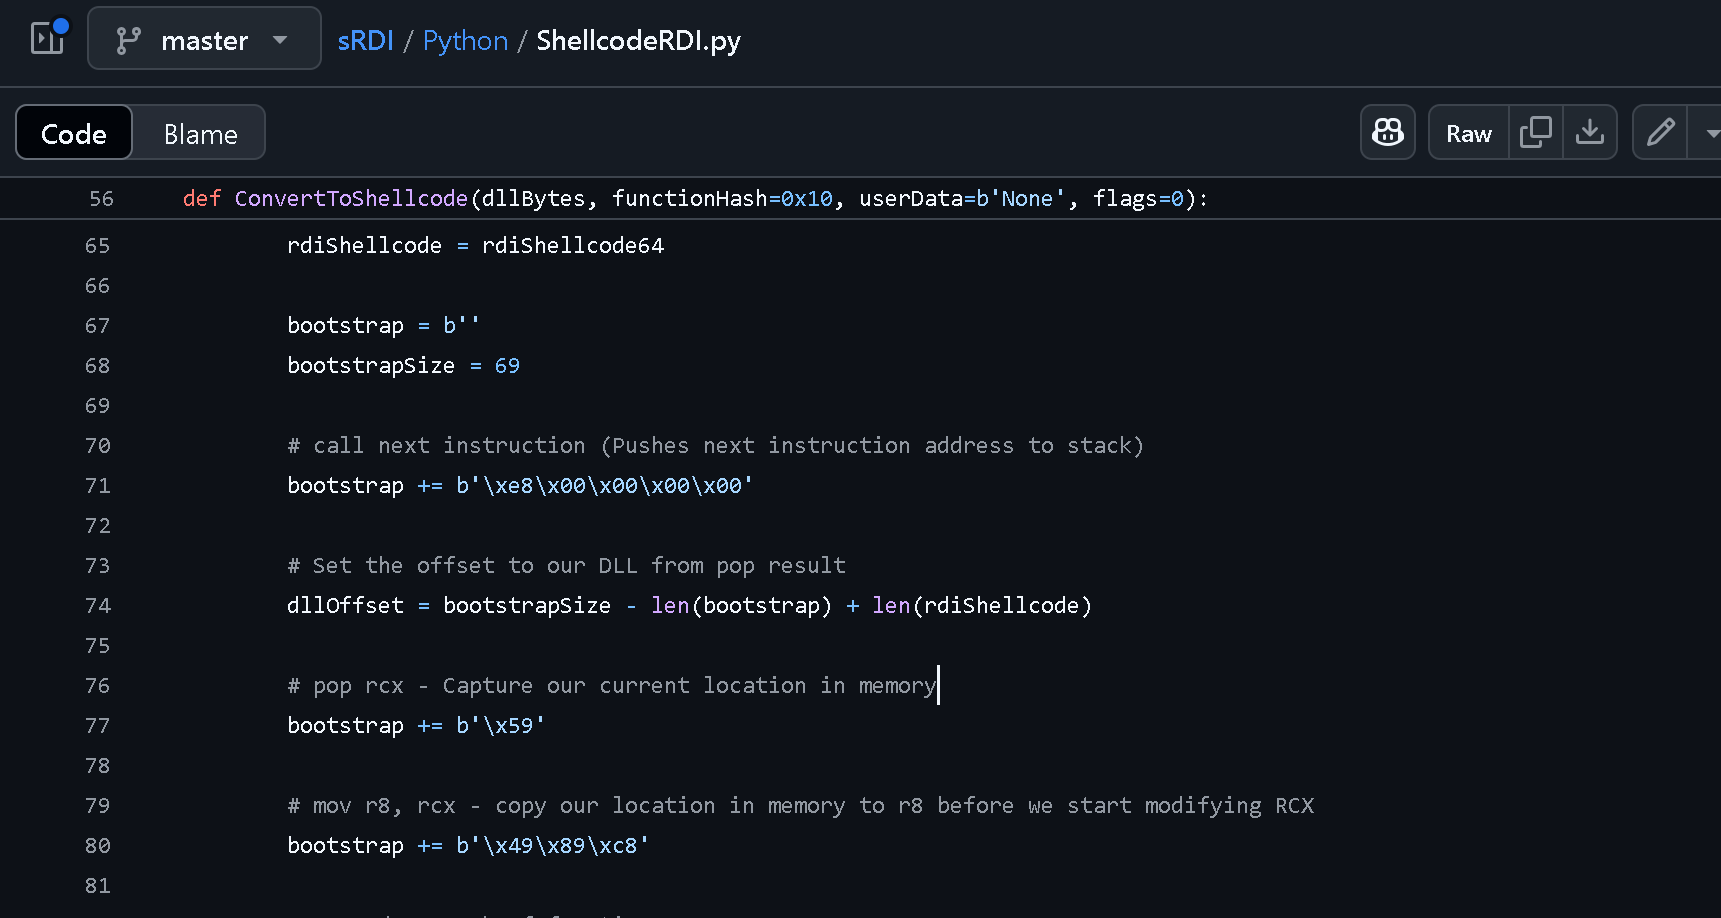 master sRDI / Python / ShellcodeRDI.py
Code Blame Raw
56 def ConvertToShellcode(dllBytes, functionHash=0x10, userData=b'None', flags=0):
65 rdiShellcode = rdiShellcode64
66
67 bootstrap = b''
68 bootstrapSize = 69
69
70 # call next instruction (Pushes next instruction address to stack)
71 bootstrap += b'\xe8\x00\x00\x00\x00'
72
73 # Set the offset to our DLL from pop result
74 dllOffset = bootstrapSize - len(bootstrap) + len(rdiShellcode)
75
76 # pop rcx - Capture our current location in memory
77 bootstrap += b'\x59'
78
79 # mov r8, rcx - copy our location in memory to r8 before we start modifying RCX
80 bootstrap += b'\x49\x89\xc8'
81